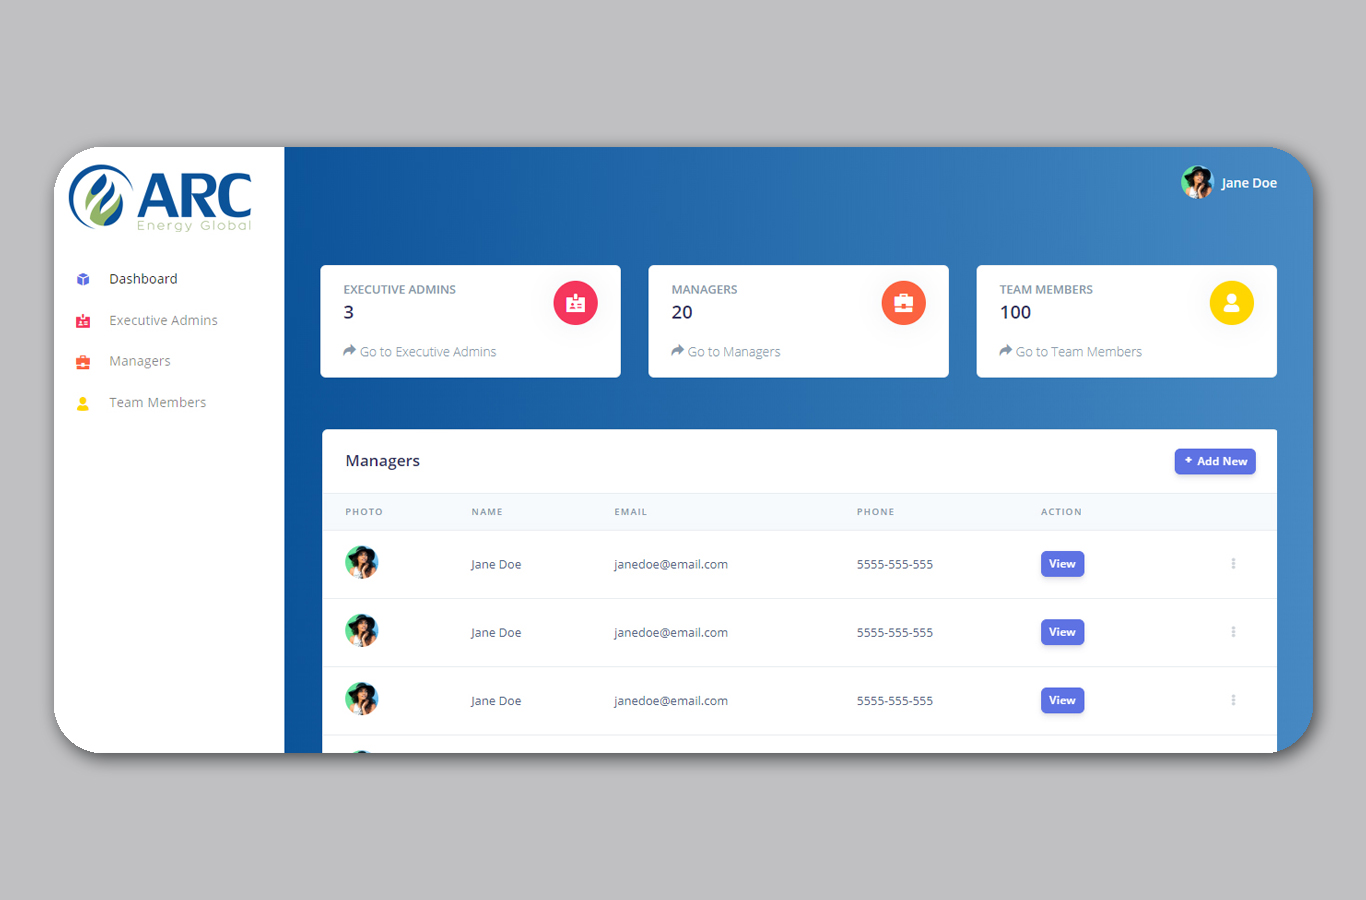 ARC
Energy Global
Jane Doe
Dashboard
Executive Admins
Managers
Team Members
EXECUTIVE ADMINS
3
Go to Executive Admins
MANAGERS
20
Go to Managers
TEAM MEMBERS
100
Go to Team Members
Managers
+ Add New
PHOTO NAME EMAIL PHONE ACTION
Jane Doe janedoe@email.com 5555-555-555 View
Jane Doe janedoe@email.com 5555-555-555 View
Jane Doe janedoe@email.com 5555-555-555 View